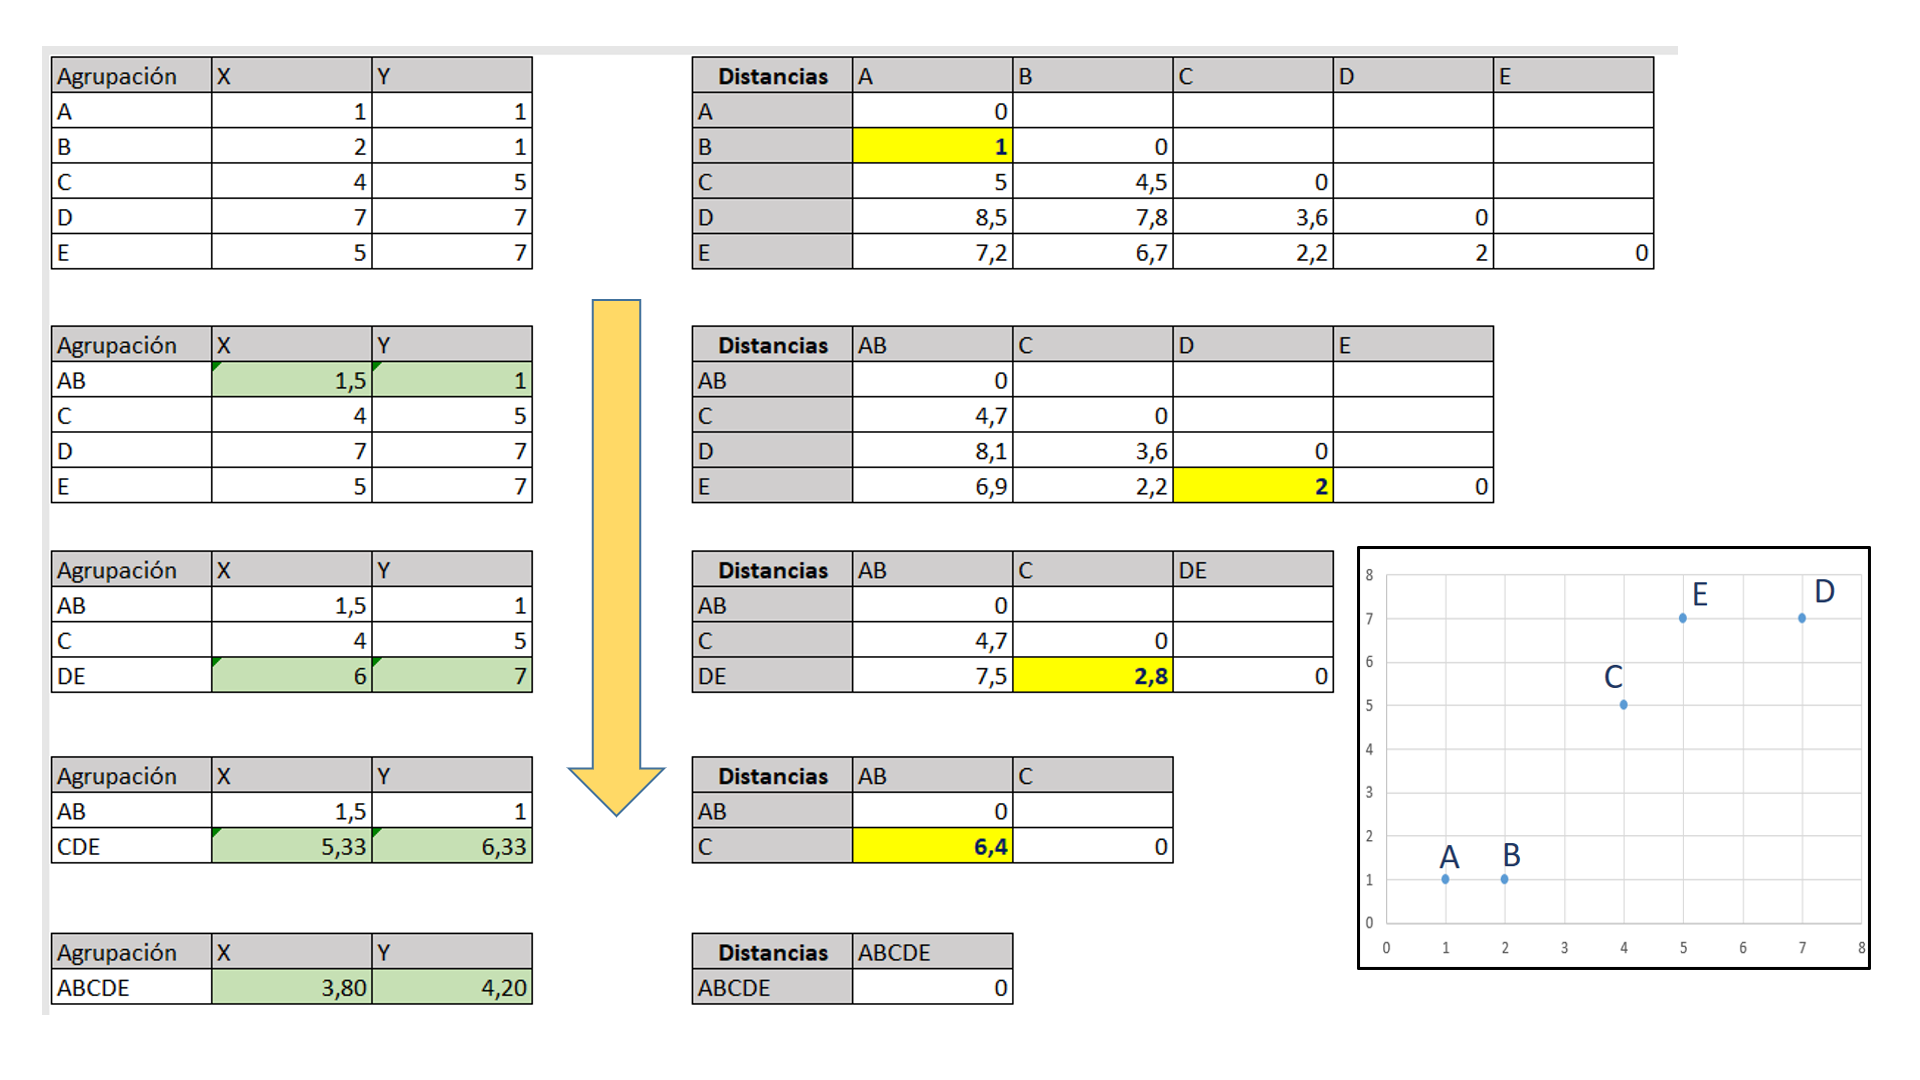 Agrupación X Y
A 1 1
B 2 1
C 4 5
D 7 7
E 5 7
Distancias A B C D E
A 0
B 1 0
C 5 4,5 0
D 8,5 7,8 3,6 0
E 7,2 6,7 2,2 2 0
Agrupación X Y
AB 1,5 1
C 4 5
D 7 7
E 5 7
Distancias AB C D E
AB 0
C 4,7 0
D 8,1 3,6 0
E 6,9 2,2 2 0
Agrupación X Y
AB 1,5 1
C 4 5
DE 6 7
Distancias AB C DE
AB 0
C 4,7 0
DE 7,5 2,8 0
Agrupación X Y
AB 1,5 1
CDE 5,33 6,33
Distancias AB C
AB 0
C 6,4 0
Agrupación X Y
ABCDE 3,80 4,20
Distancias ABCDE
ABCDE 0
8
E D
7
6
C
5
4
3
2
A B
1
0
0 1 2 3 4 5 6 7 8